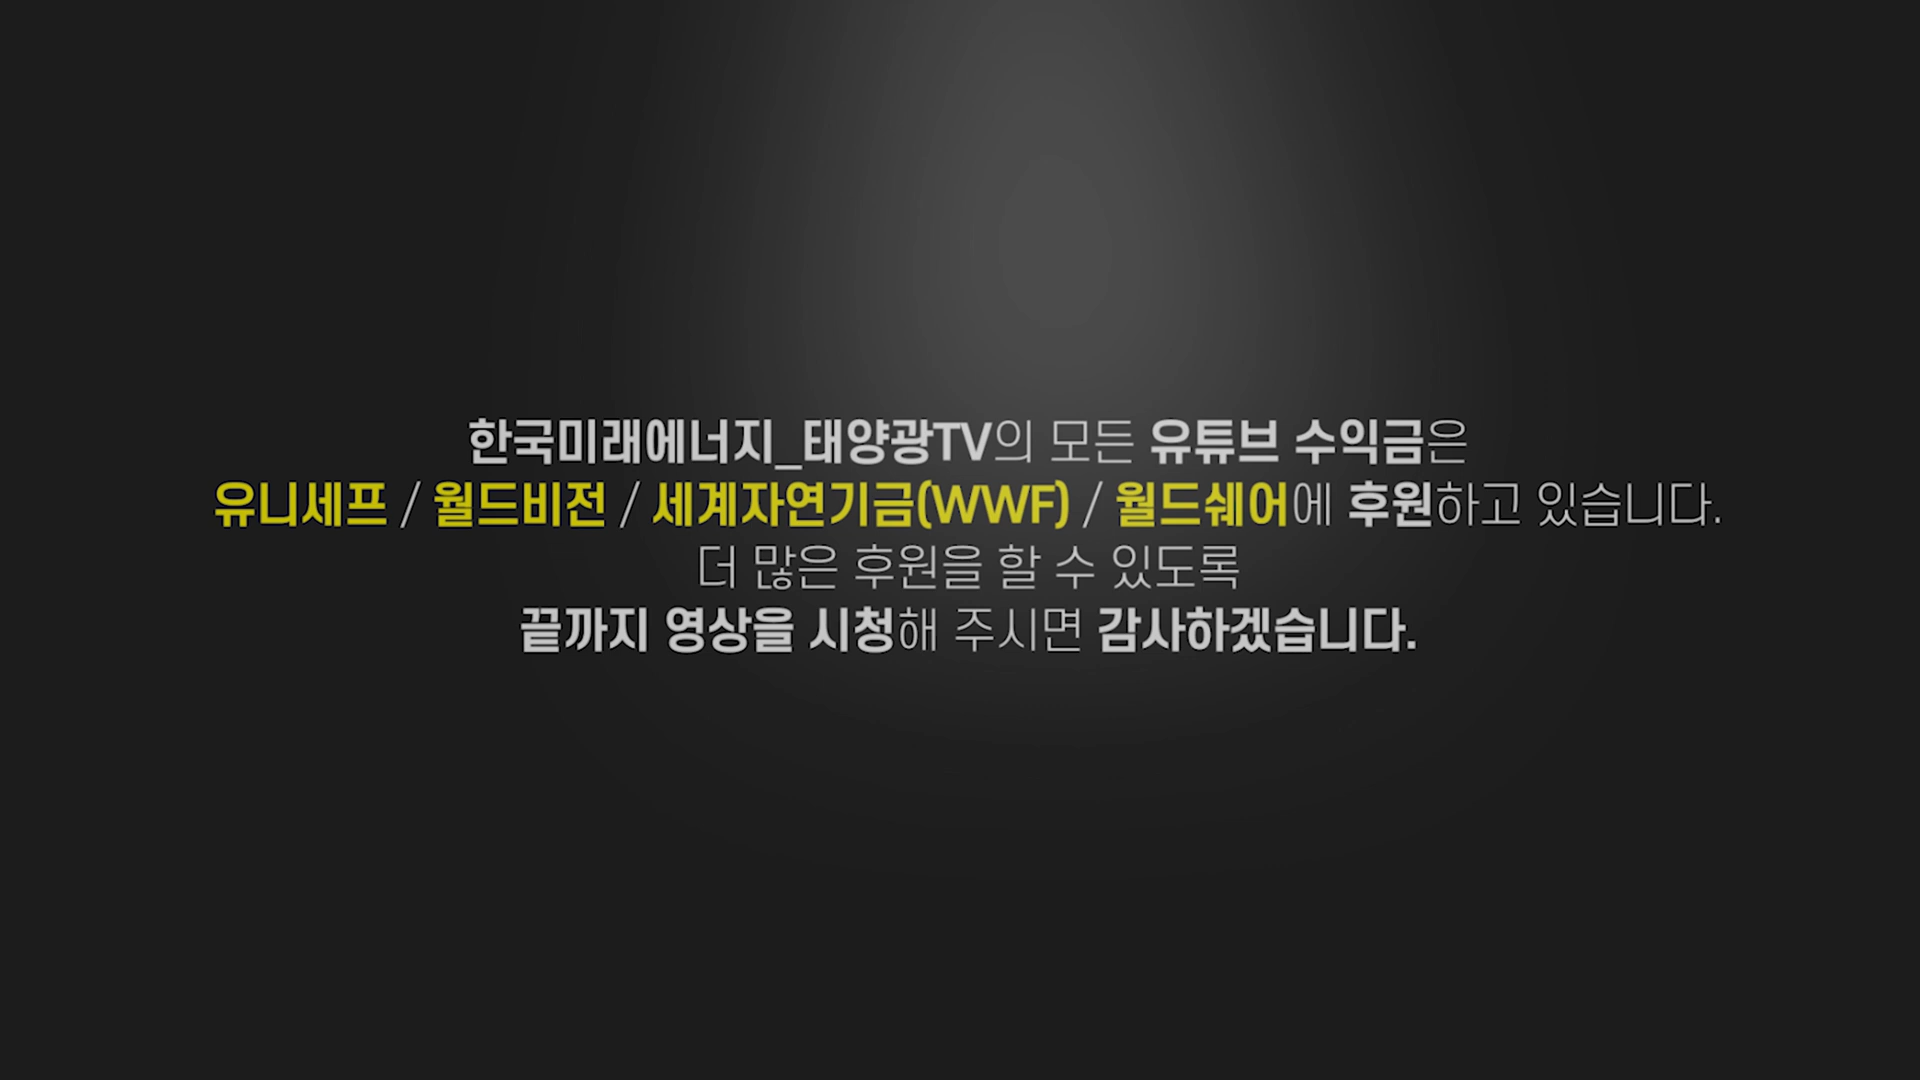 한국미래에너지_태양광TV의 모든 유튜브 수익금은
유니세프 / 월드비전 / 세계자연기금(WWF) / 월드쉐어에 후원하고 있습니다.
더 많은 후원을 할 수 있도록
끝까지 영상을 시청해 주시면 감사하겠습니다.